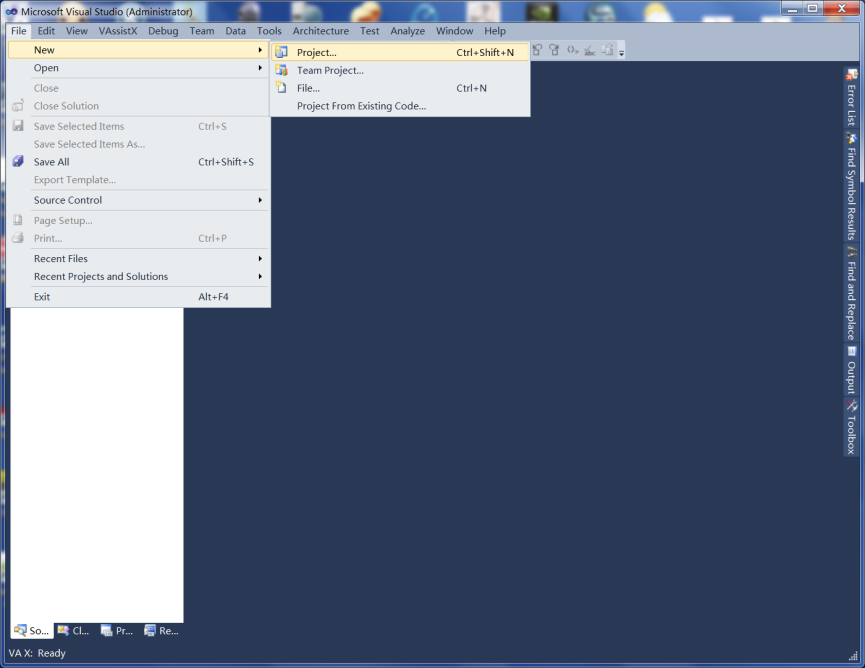 Microsoft Visual Studio (Administrator)
File Edit View VAssistX Debug Team Data Tools Architecture Test Analyze Window Help
New
Project... Ctrl+Shift+N
Open
Team Project...
Close
File... Ctrl+N
Close Solution
Project From Existing Code...
Save Selected Items Ctrl+S
Save Selected Items As...
Save All Ctrl+Shift+S
Export Template...
Source Control
Page Setup...
Print... Ctrl+P
Recent Files
Recent Projects and Solutions
Exit Alt+F4
Error List
Find Symbol Results
Find and Replace
Output
Toolbox
So... Cl... Pr... Re...
VA X: Ready